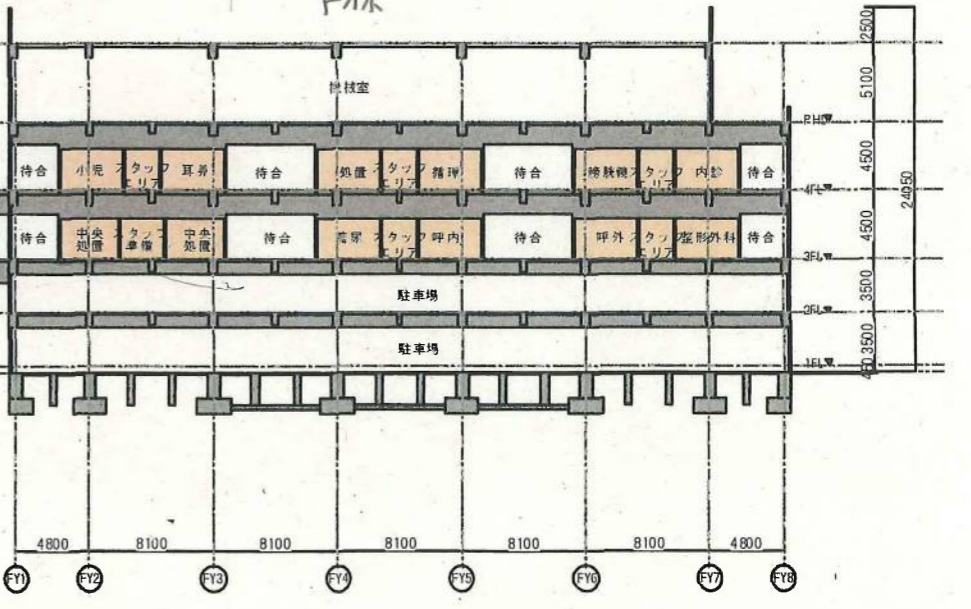 F棟
2500
機械室
5100
PHFL
待合 小児 スタッフエリア 耳鼻 待合 処置 スタッフエリア 循環 待合 膀胱鏡 スタッフエリア 内診 待合
4500
4FL
24050
待合 中央処置 スタッフ準備 中央処置 待合 スタッフエリア 呼内 待合 呼外 スタッフエリア 整形外科 待合
4500
3FL
駐車場
3500
2FL
駐車場
3500
1FL
450
4800 8100 8100 8100 8100 8100 4800
FY1 FY2 FY3 FY4 FY5 FY6 FY7 FY8